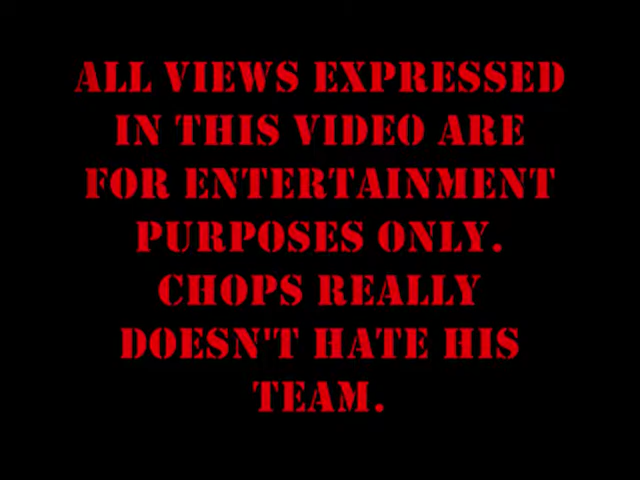 ALL VIEWS EXPRESSED
IN THIS VIDEO ARE
FOR ENTERTAINMENT
PURPOSES ONLY.
CHOPS REALLY
DOESN'T HATE HIS
TEAM.